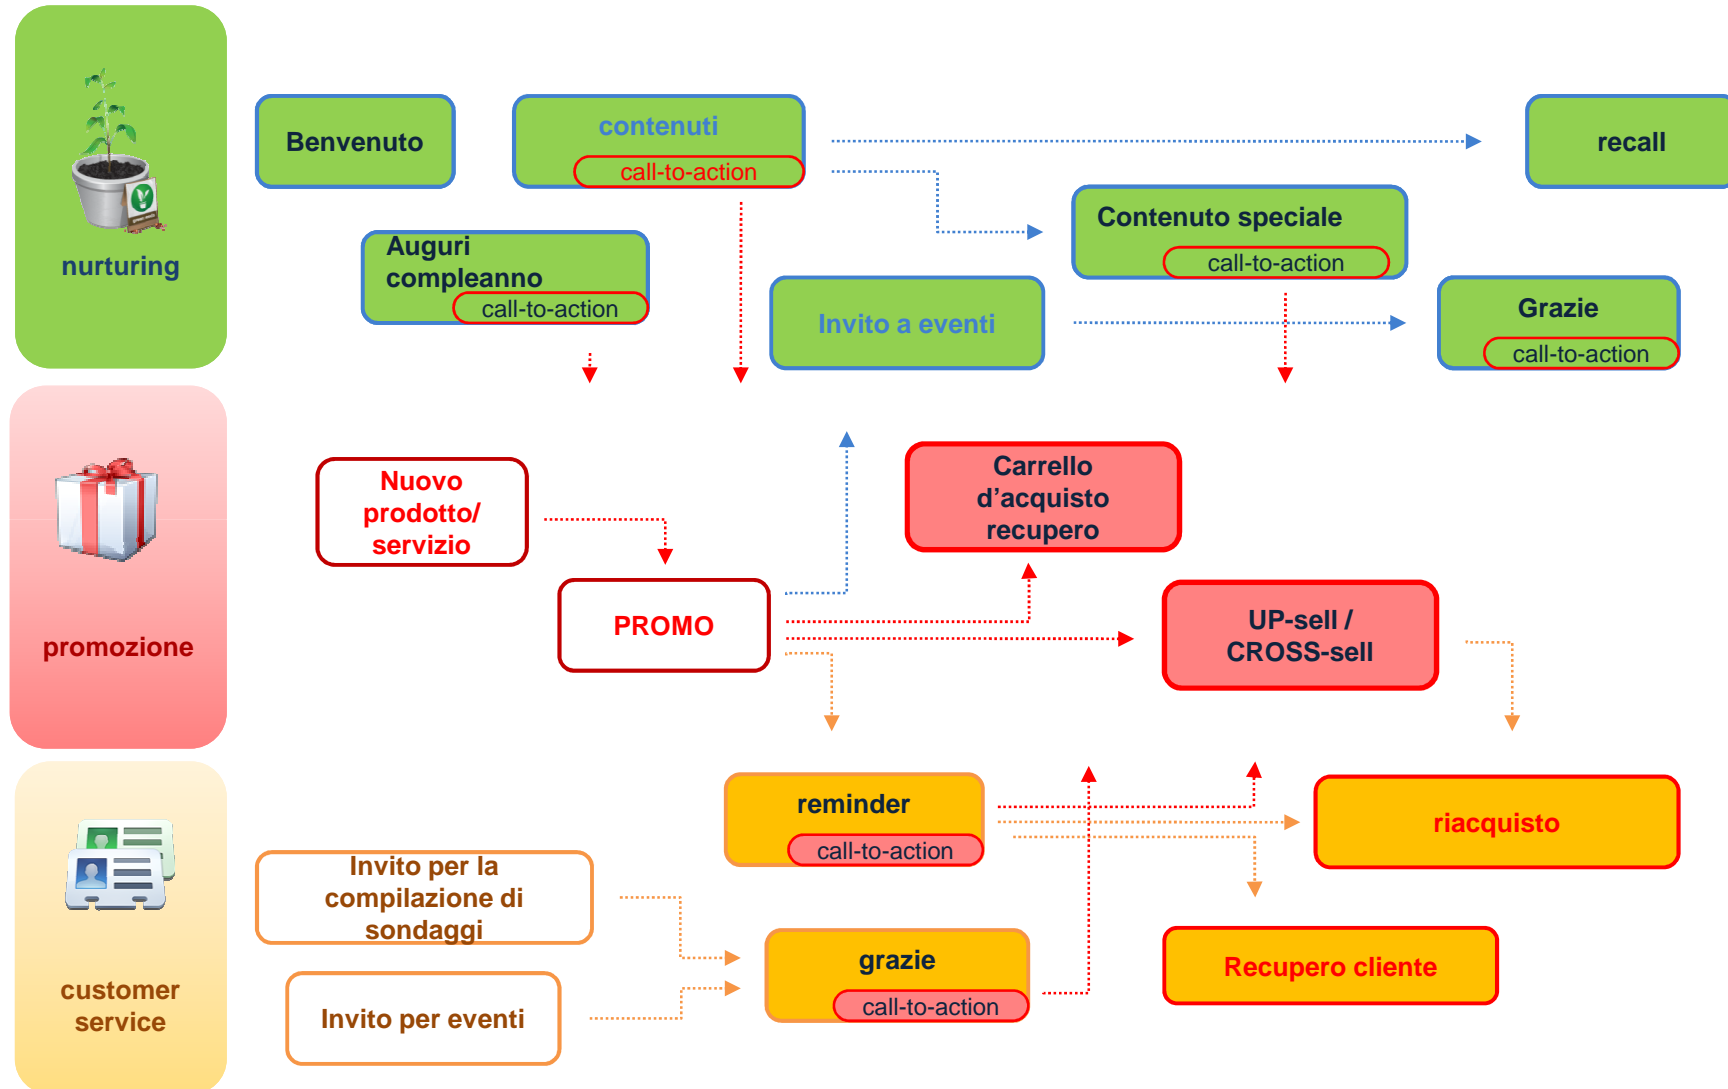 nurturing
Benvenuto
contenuti
call-to-action
recall
Auguri
compleanno
call-to-action
Contenuto speciale
call-to-action
Invito a eventi
Grazie
call-to-action
promozione
Nuovo
prodotto/
servizio
PROMO
Carrello
d’acquisto
recupero
UP-sell /
CROSS-sell
customer
service
reminder
call-to-action
riacquisto
Invito per la
compilazione di
sondaggi
Invito per eventi
grazie
call-to-action
Recupero cliente